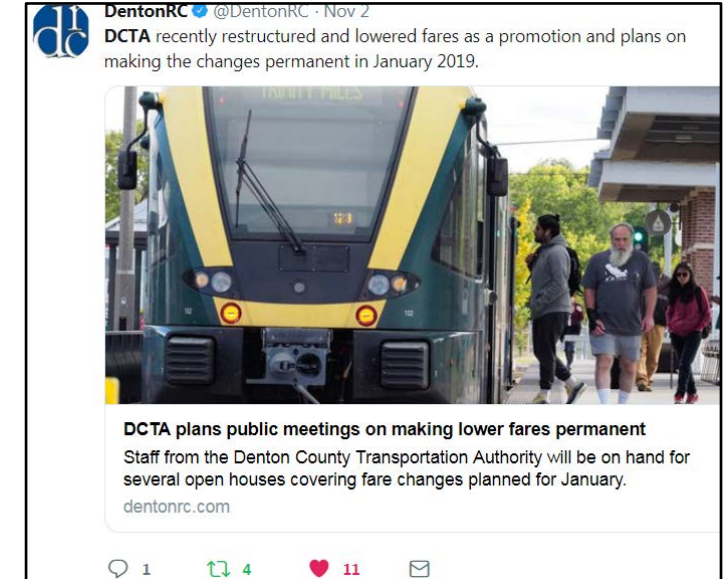 DentonRC @DentonRC · Nov 2
DCTA recently restructured and lowered fares as a promotion and plans on
making the changes permanent in January 2019.
TRINITY MILLS
123
DCTA plans public meetings on making lower fares permanent
Staff from the Denton County Transportation Authority will be on hand for
several open houses covering fare changes planned for January.
dentonrc.com
1 4 11